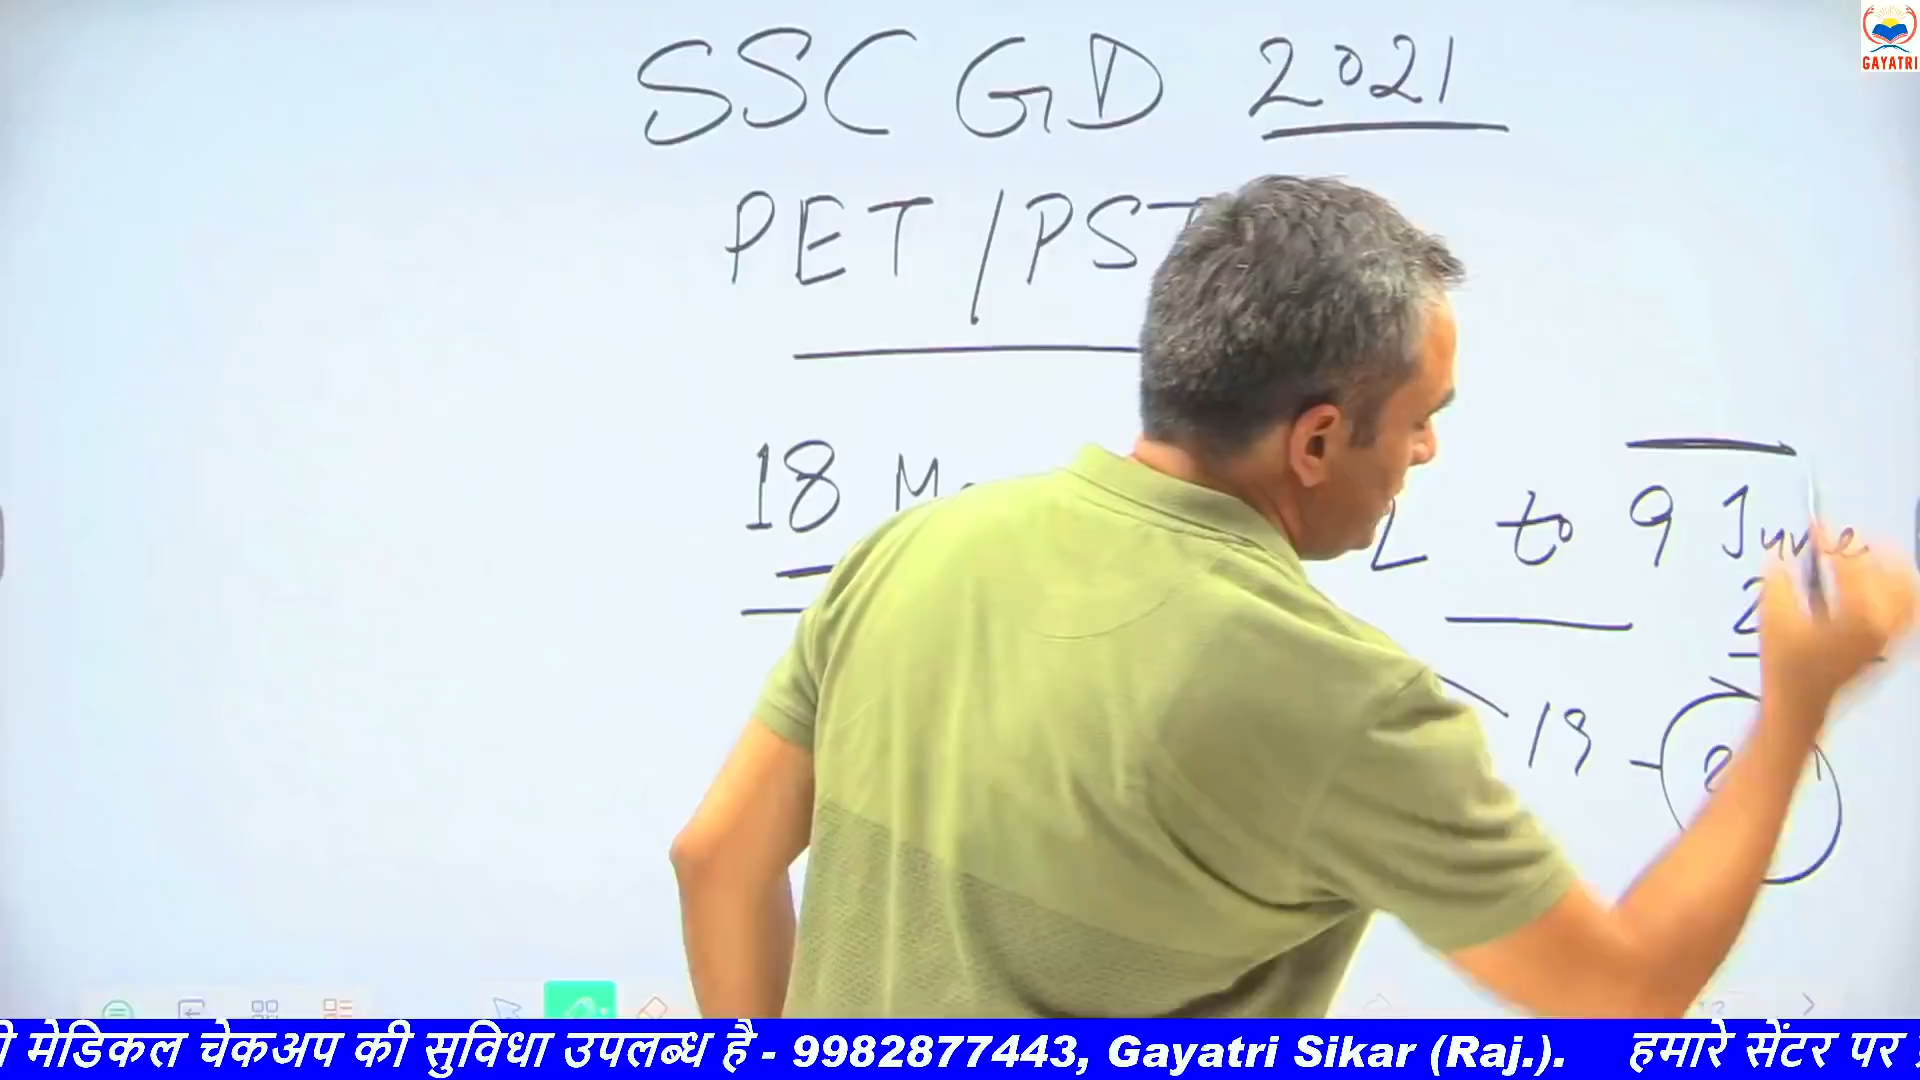 GAYATRI
SSC GD 2021
PET / PST
18
to 9 June
19
मेडिकल चेकअप की सुविधा उपलब्ध है - 9982877443, Gayatri Sikar (Raj.). हमारे सेंटर पर